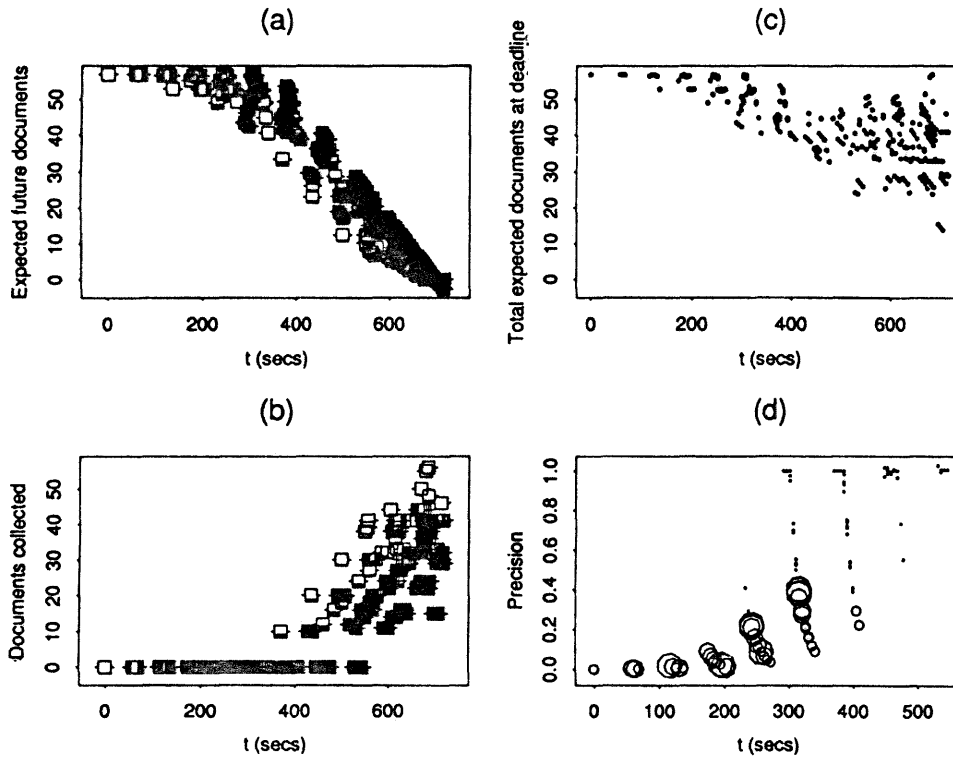 (a)
Expected future documents
50
40
30
20
10
0
0 200 400 600
t (secs)
(c)
Total expected documents at deadline
50
40
30
20
10
0
0 200 400 600
t (secs)
(b)
Documents collected
50
40
30
20
10
0
0 200 400 600
t (secs)
(d)
Precision
1.0
0.8
0.6
0.4
0.2
0.0
0 100 200 300 400 500
t (secs)